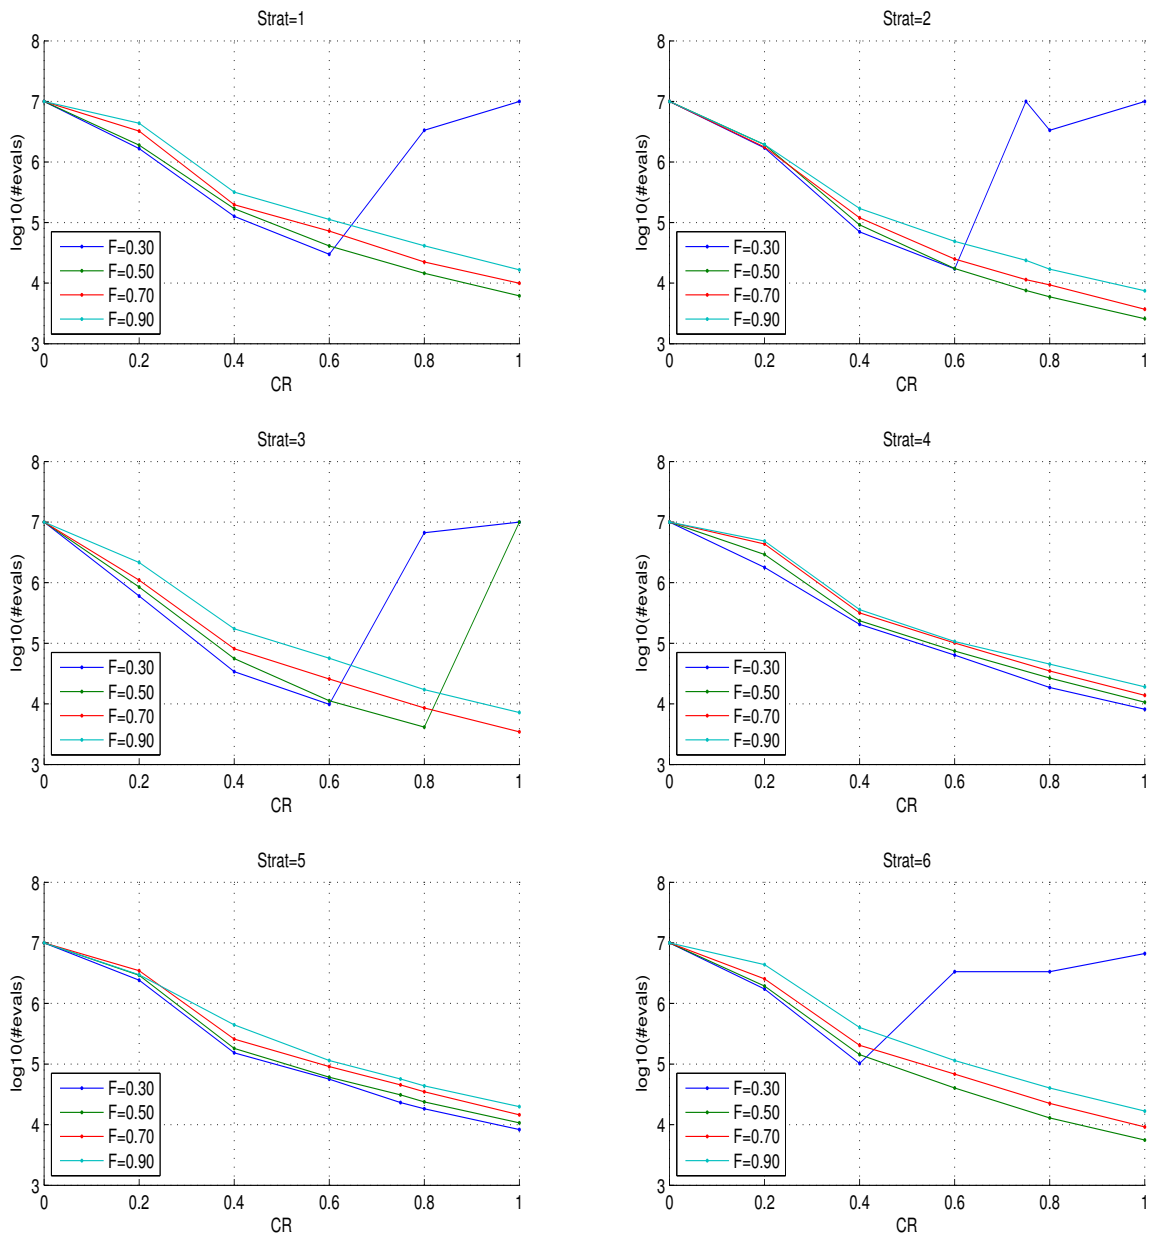 Strat=1
8
7
6
5
4
3
log10(#evals)
F=0.30
F=0.50
F=0.70
F=0.90
0 0.2 0.4 0.6 0.8 1
CR
Strat=2
8
7
6
5
4
3
log10(#evals)
F=0.30
F=0.50
F=0.70
F=0.90
0 0.2 0.4 0.6 0.8 1
CR
Strat=3
8
7
6
5
4
3
log10(#evals)
F=0.30
F=0.50
F=0.70
F=0.90
0 0.2 0.4 0.6 0.8 1
CR
Strat=4
8
7
6
5
4
3
log10(#evals)
F=0.30
F=0.50
F=0.70
F=0.90
0 0.2 0.4 0.6 0.8 1
CR
Strat=5
8
7
6
5
4
3
log10(#evals)
F=0.30
F=0.50
F=0.70
F=0.90
0 0.2 0.4 0.6 0.8 1
CR
Strat=6
8
7
6
5
4
3
log10(#evals)
F=0.30
F=0.50
F=0.70
F=0.90
0 0.2 0.4 0.6 0.8 1
CR